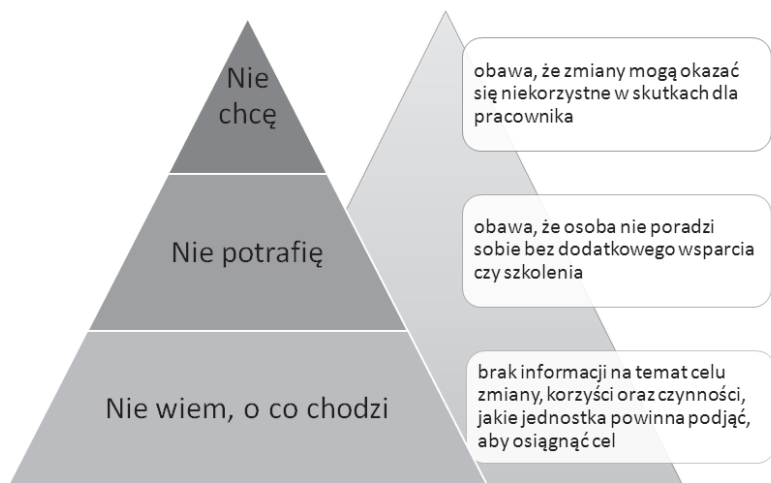 Nie
chcę
obawa, że zmiany mogą okazać
się niekorzystne w skutkach dla
pracownika
Nie potrafię
obawa, że osoba nie poradzi
sobie bez dodatkowego wsparcia
czy szkolenia
Nie wiem, o co chodzi
brak informacji na temat celu
zmiany, korzyści oraz czynności,
jakie jednostka powinna podjąć,
aby osiągnąć cel